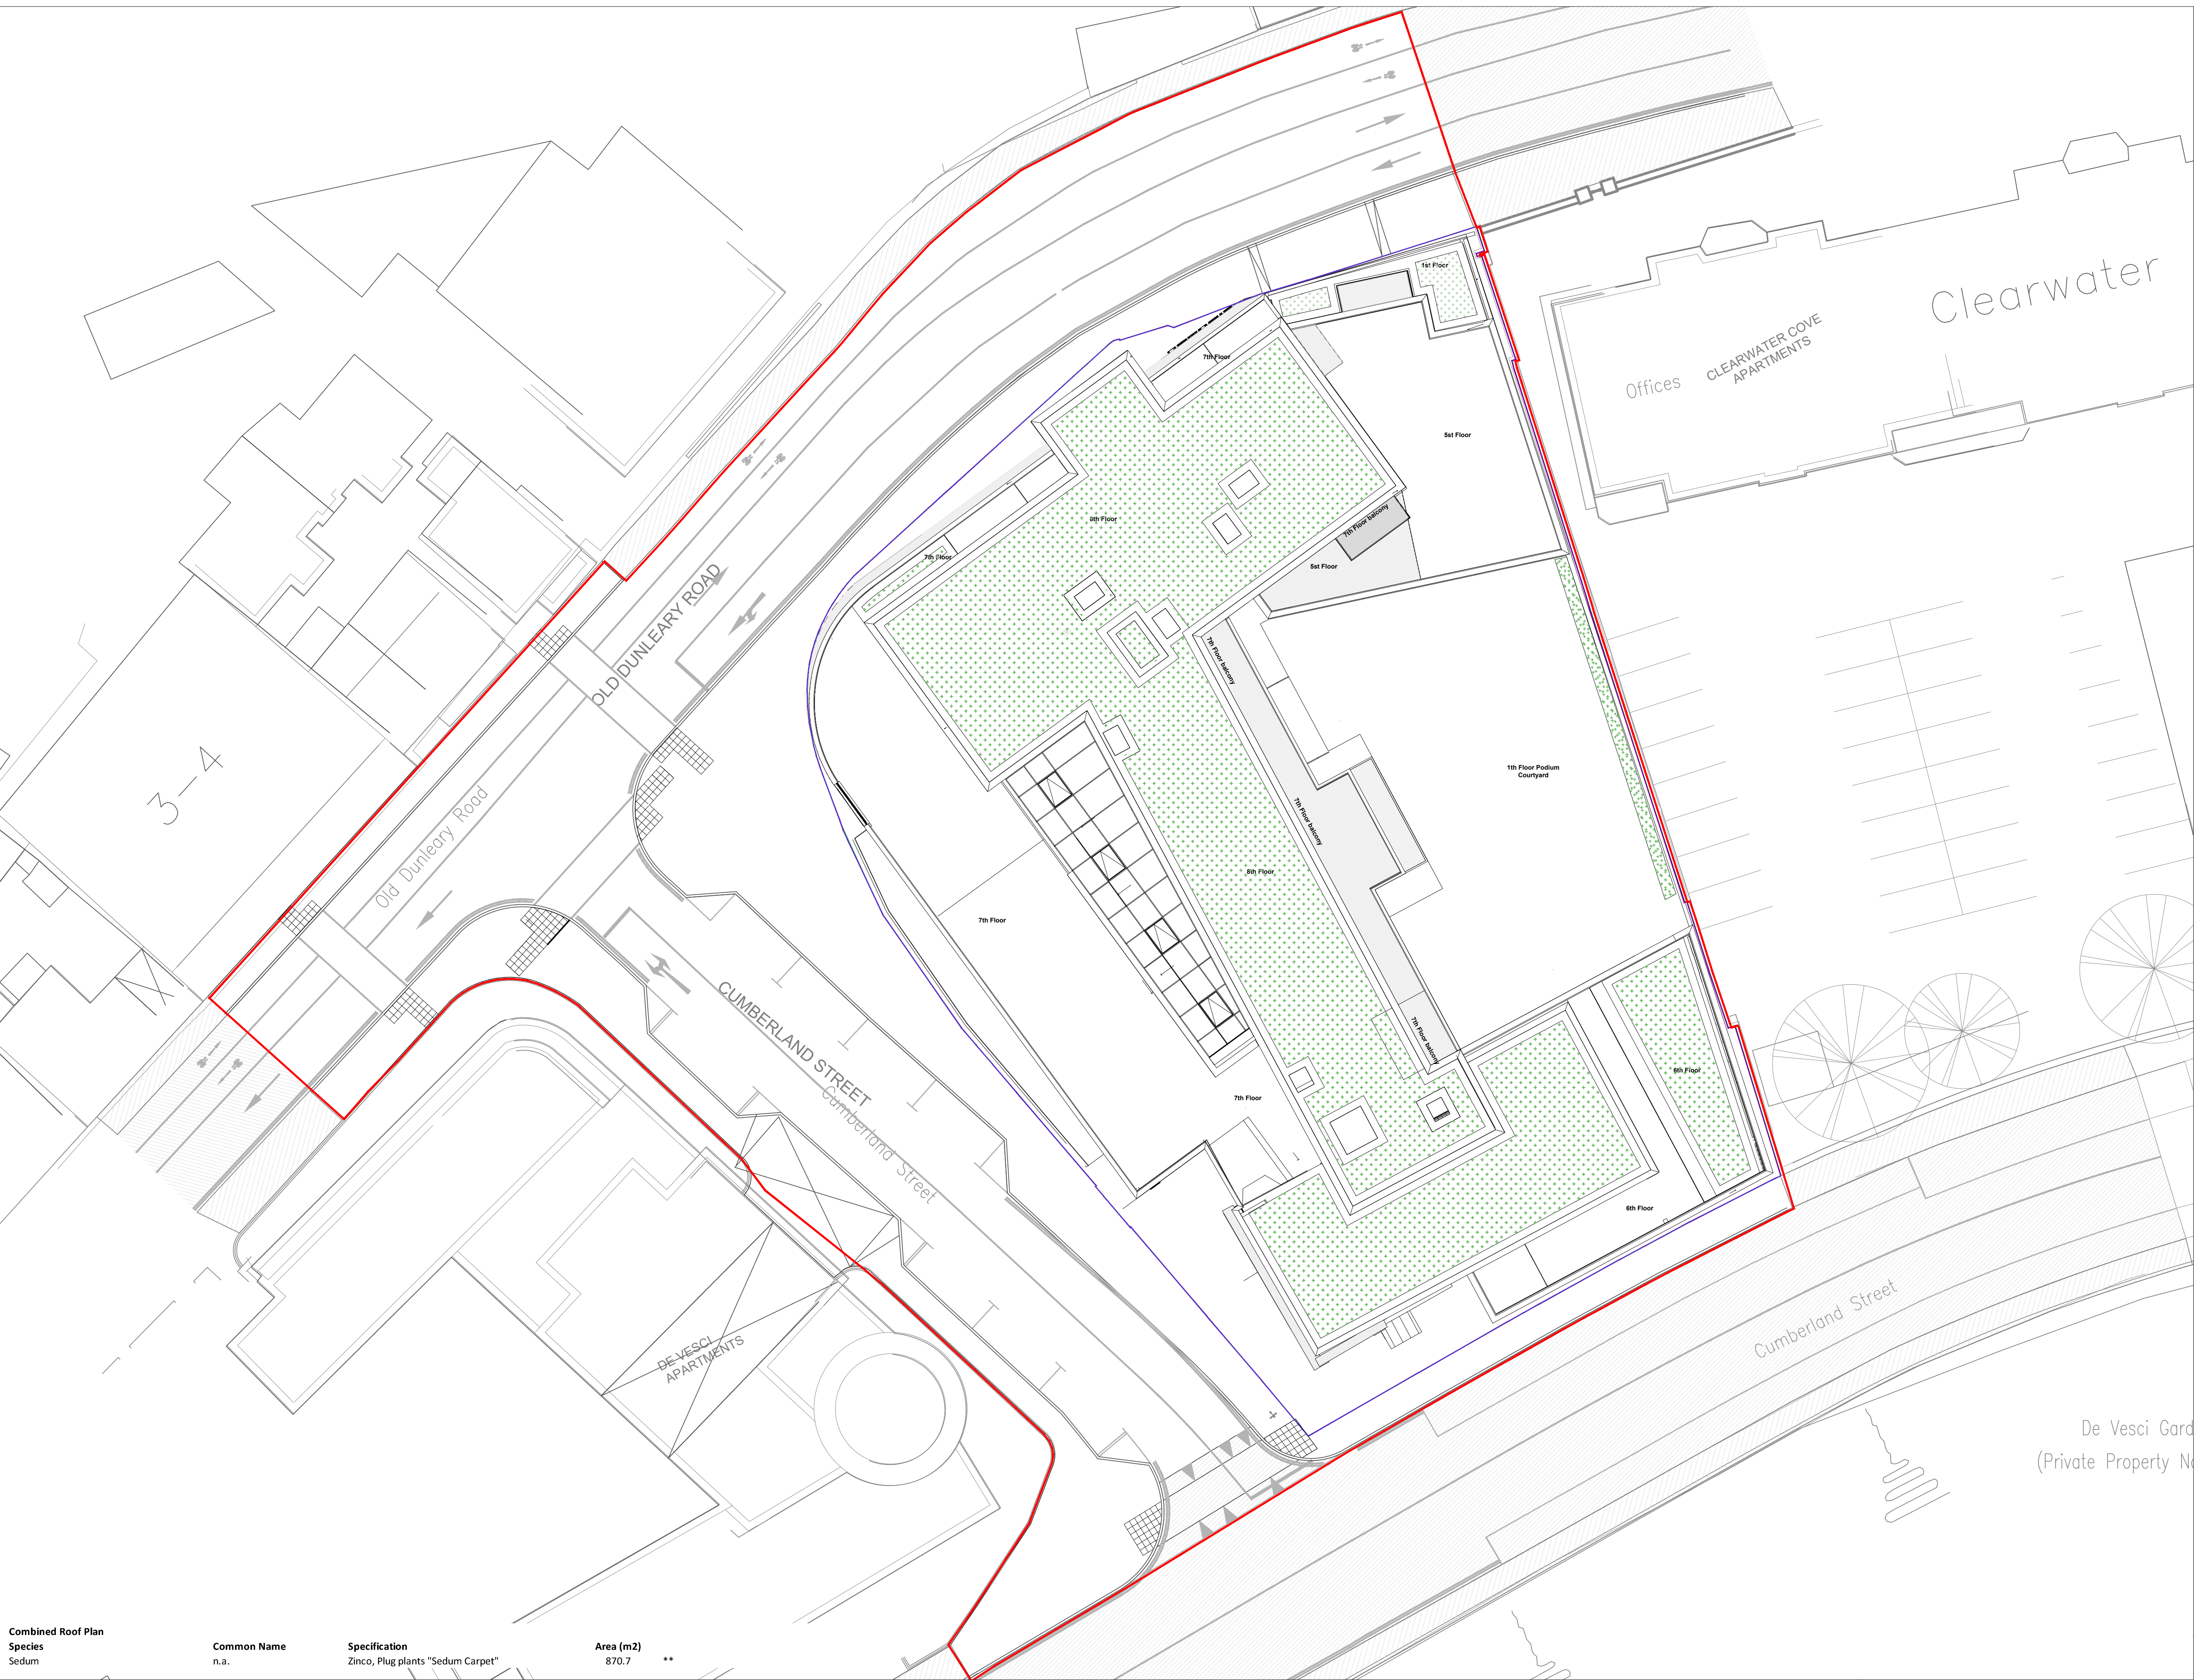 Clearwater
1st Floor
CLEARWATER COVE
APARTMENTS
Offices
7th Floor
5st Floor
7th Floor balcony
8th Floor
7th Floor
5st Floor
OLD DUNLEARY ROAD
7th Floor balcony
3-4
Old Dunleary Road
1th Floor Podium
Courtyard
7th Floor balcony
8th Floor
7th Floor
CUMBERLAND STREET
Cumberland Street
7th Floor balcony
6th Floor
7th Floor
6th Floor
Cumberland Street
DE VESCI
APARTMENTS
De Vesci Gard
(Private Property
Combined Roof Plan
Species Common Name Specification Area (m2)
Sedum n.a. Zinco, Plug plants "Sedum Carpet" 870.7 **